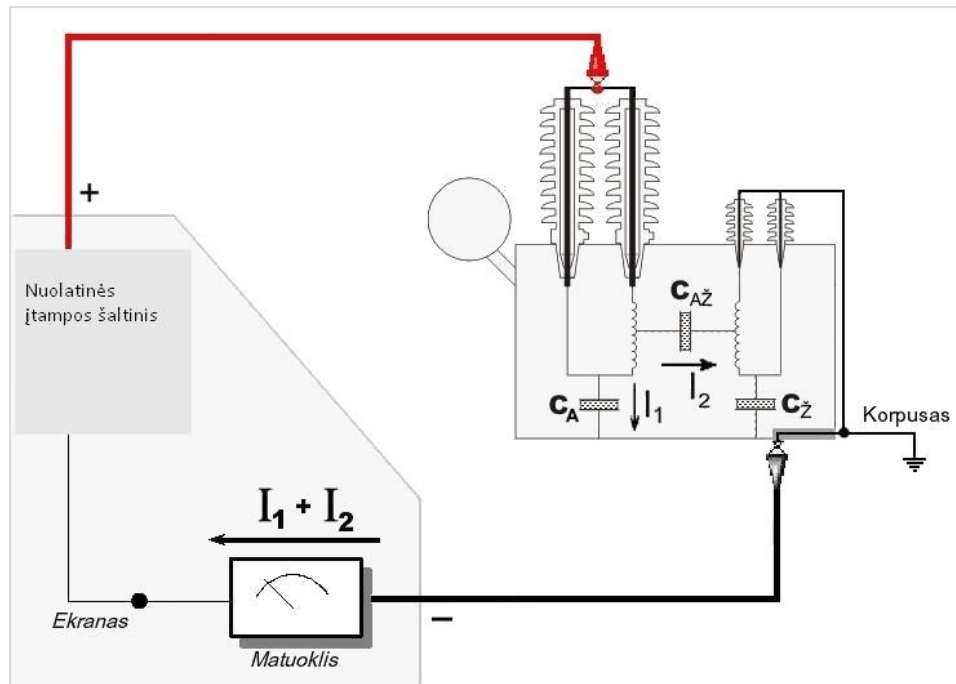 +
Nuolatinės
įtampos šaltinis
C_AŽ
I_2
C_A
I_1
C_Ž
Korpusas
I_1 + I_2
Ekranas
−
Matuoklis